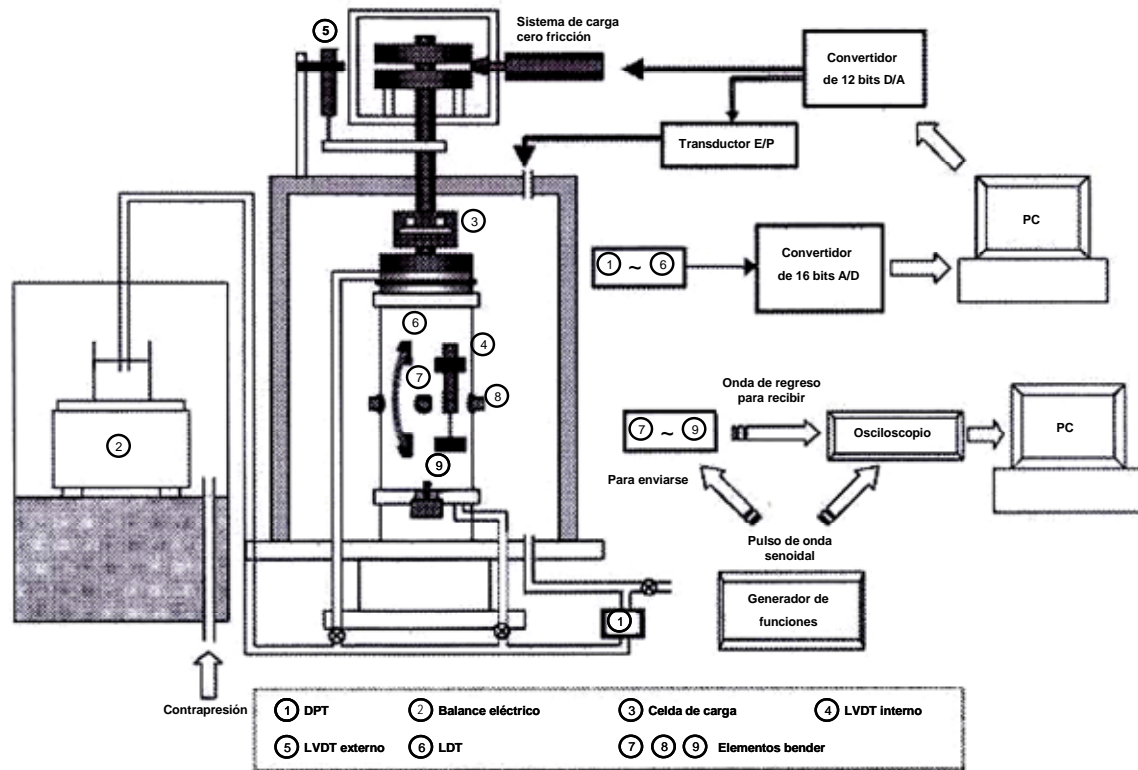 5
Sistema de carga
cero fricción
Convertidor
de 12 bits D/A
Transductor E/P
3
PC
1 ~ 6
Convertidor
de 16 bits A/D
6
4
7
8
2
9
Onda de regreso
para recibir
7 ~ 9
Osciloscopio
PC
Para enviarse
Pulso de onda
senoidal
Generador de
funciones
1
Contrapresión
1 DPT 2 Balance eléctrico 3 Celda de carga 4 LVDT interno
5 LVDT externo 6 LDT 7 8 9 Elementos bender